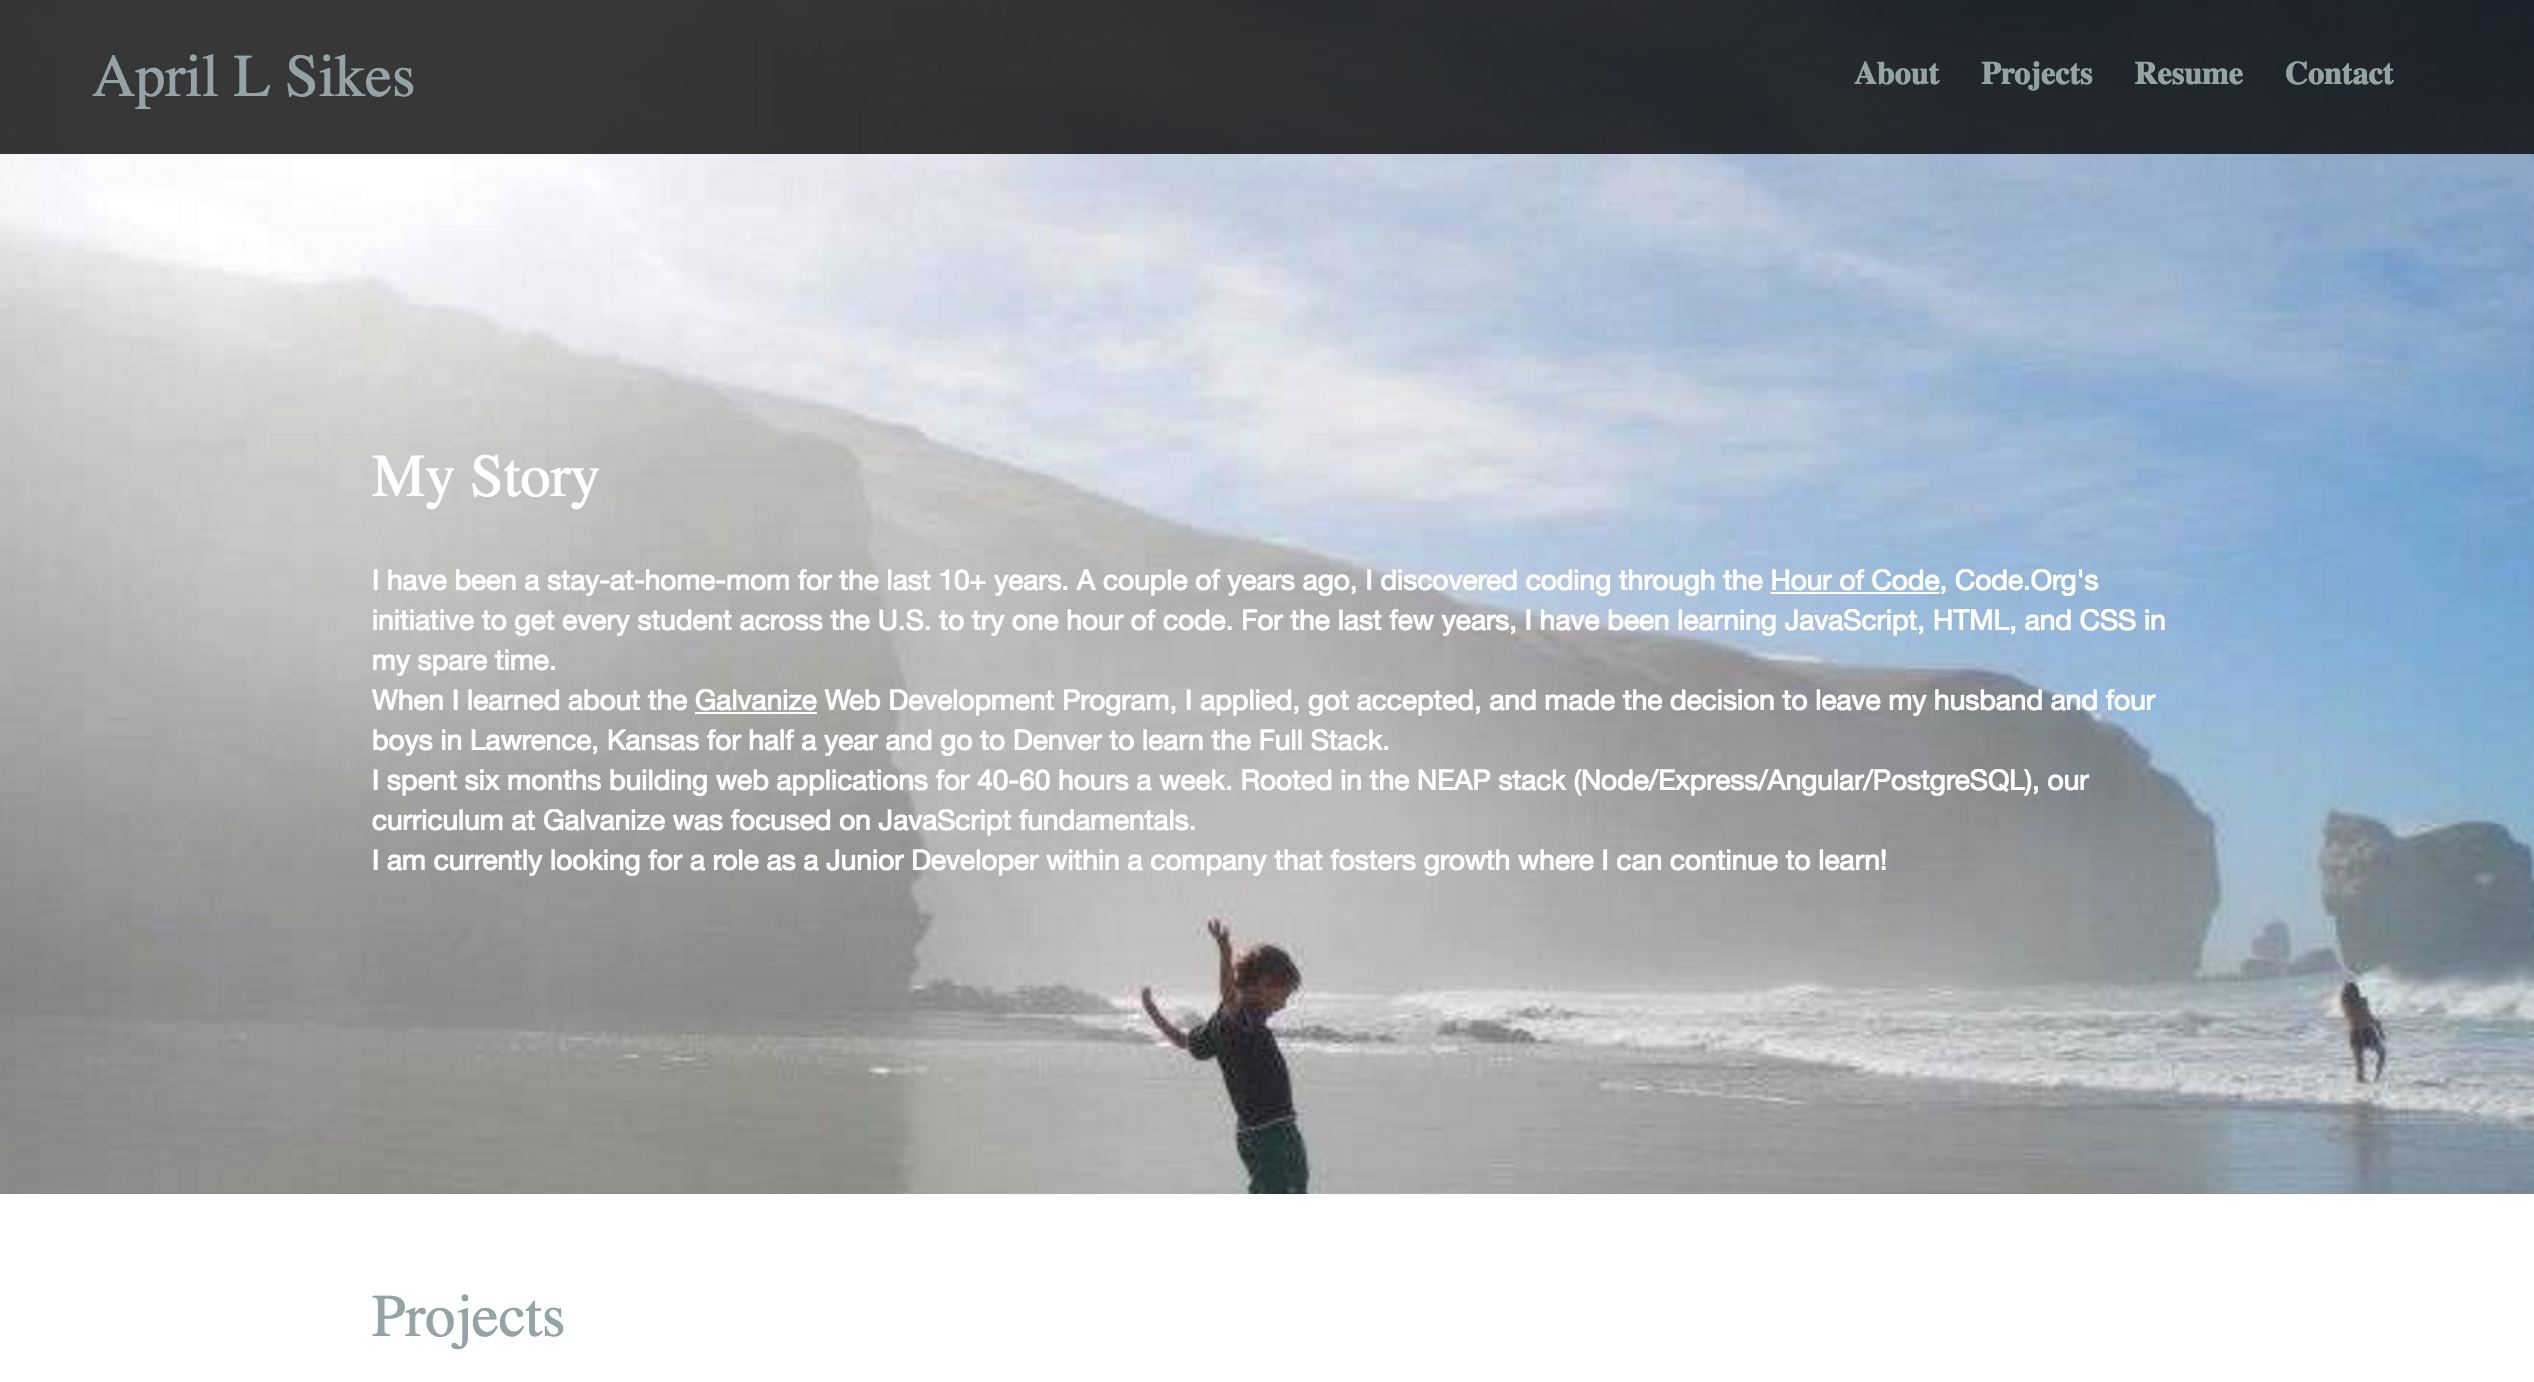 April L Sikes
About Projects Resume Contact
My Story
I have been a stay-at-home-mom for the last 10+ years. A couple of years ago, I discovered coding through the Hour of Code, Code.Org's
initiative to get every student across the U.S. to try one hour of code. For the last few years, I have been learning JavaScript, HTML, and CSS in
my spare time.
When I learned about the Galvanize Web Development Program, I applied, got accepted, and made the decision to leave my husband and four
boys in Lawrence, Kansas for half a year and go to Denver to learn the Full Stack.
I spent six months building web applications for 40-60 hours a week. Rooted in the NEAP stack (Node/Express/Angular/PostgreSQL), our
curriculum at Galvanize was focused on JavaScript fundamentals.
I am currently looking for a role as a Junior Developer within a company that fosters growth where I can continue to learn!
Projects